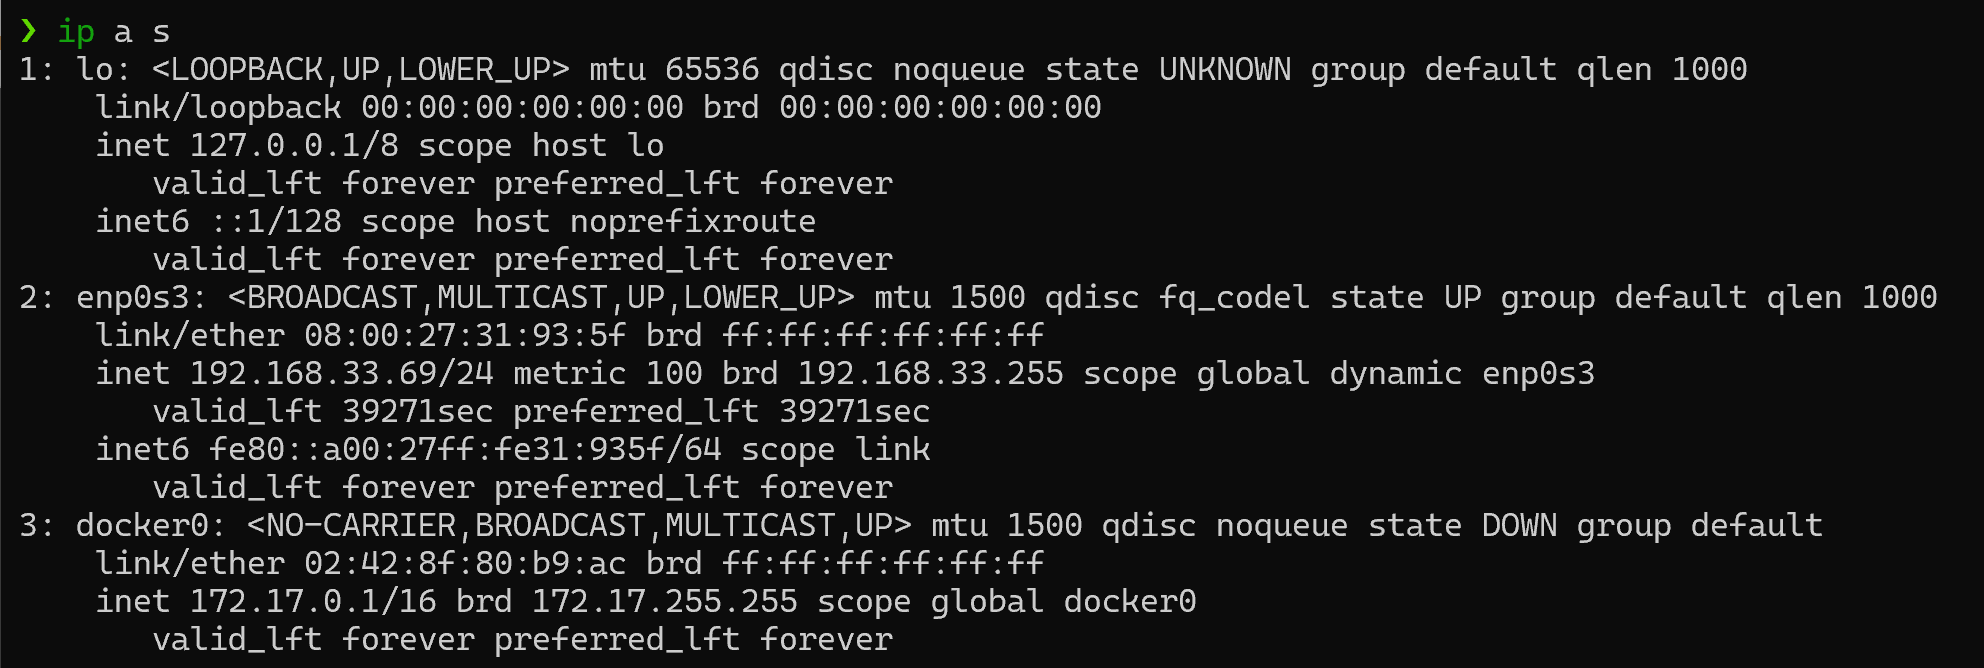 ❯ ip a s
1: lo: <LOOPBACK,UP,LOWER_UP> mtu 65536 qdisc noqueue state UNKNOWN group default qlen 1000
    link/loopback 00:00:00:00:00:00 brd 00:00:00:00:00:00
    inet 127.0.0.1/8 scope host lo
       valid_lft forever preferred_lft forever
    inet6 ::1/128 scope host noprefixroute
       valid_lft forever preferred_lft forever
2: enp0s3: <BROADCAST,MULTICAST,UP,LOWER_UP> mtu 1500 qdisc fq_codel state UP group default qlen 1000
    link/ether 08:00:27:31:93:5f brd ff:ff:ff:ff:ff:ff
    inet 192.168.33.69/24 metric 100 brd 192.168.33.255 scope global dynamic enp0s3
       valid_lft 39271sec preferred_lft 39271sec
    inet6 fe80::a00:27ff:fe31:935f/64 scope link
       valid_lft forever preferred_lft forever
3: docker0: <NO-CARRIER,BROADCAST,MULTICAST,UP> mtu 1500 qdisc noqueue state DOWN group default
    link/ether 02:42:8f:80:b9:ac brd ff:ff:ff:ff:ff:ff
    inet 172.17.0.1/16 brd 172.17.255.255 scope global docker0
       valid_lft forever preferred_lft forever